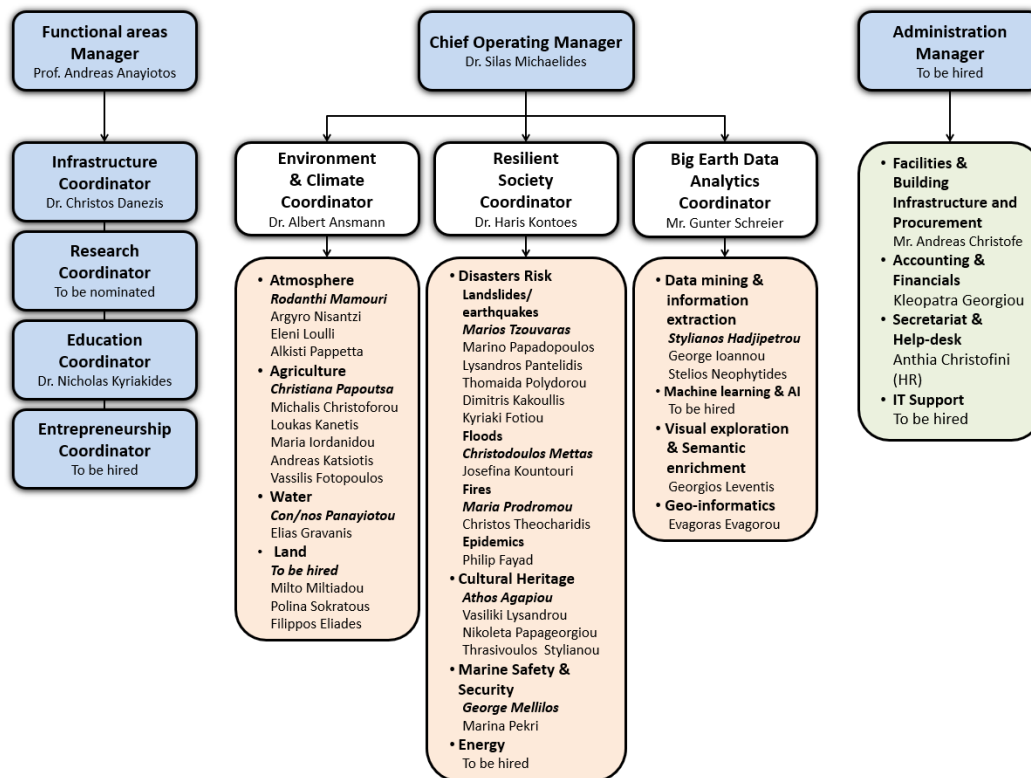 Functional areas
Manager
Prof. Andreas Anayiotos
Infrastructure
Coordinator
Dr. Christos Danezis
Research
Coordinator
To be nominated
Education
Coordinator
Dr. Nicholas Kyriakides
Entrepreneurship
Coordinator
To be hired
Chief Operating Manager
Dr. Silas Michaelides
Environment
& Climate
Coordinator
Dr. Albert Ansmann
• Atmosphere
Rodanthi Mamouri
Argyro Nisantzi
Eleni Loulli
Alkisti Pappetta
• Agriculture
Christiana Papoutsa
Michalis Christoforou
Loukas Kanetis
Maria Iordanidou
Andreas Katsiotis
Vassilis Fotopoulos
• Water
Con/nos Panayiotou
Elias Gravanis
• Land
To be hired
Milto Miltiadou
Polina Sokratous
Filippos Eliades
Resilient
Society
Coordinator
Dr. Haris Kontoes
• Disasters Risk
Landslides/
earthquakes
Marios Tzouvaras
Marino Papadopoulos
Lysandros Pantelidis
Thomaida Polydorou
Dimitris Kakoullis
Kyriaki Fotiou
Floods
Christodoulos Mettas
Josefina Kountouri
Fires
Maria Prodromou
Christos Theocharidis
Epidemics
Philip Fayad
• Cultural Heritage
Athos Agapiou
Vasiliki Lysandrou
Nikoleta Papageorgiou
Thrasivoulos Stylianou
• Marine Safety &
Security
George Mellilos
Marina Pekri
• Energy
To be hired
Big Earth Data
Analytics
Coordinator
Mr. Gunter Schreier
• Data mining &
information
extraction
Stylianos Hadjipetrou
George Ioannou
Stelios Neophytides
• Machine learning & AI
To be hired
• Visual exploration
& Semantic
enrichment
Georgios Leventis
• Geo-informatics
Evagoras Evagorou
Administration
Manager
To be hired
• Facilities &
Building
Infrastructure and
Procurement
Mr. Andreas Christofe
• Accounting &
Financials
Kleopatra Georgiou
• Secretariat &
Help-desk
Anthia Christofini
(HR)
• IT Support
To be hired